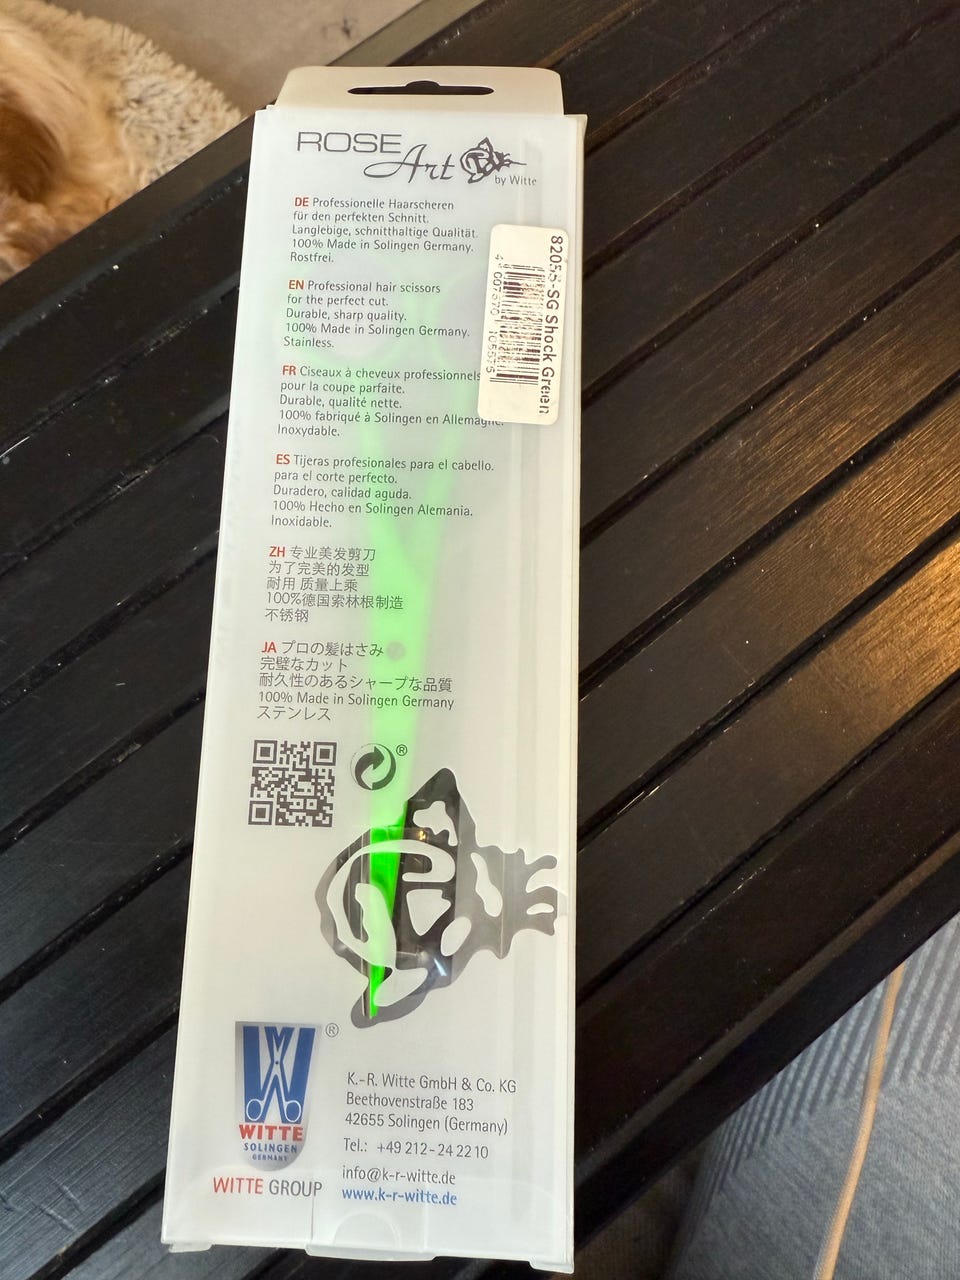 ROSE
Art
by Witte
DE Professionelle Haarscheren
für den perfekten Schnitt.
Langlebige, schnitthaltige Qualität.
100% Made in Solingen Germany.
Rostfrei.
EN Professional hair scissors
for the perfect cut.
Durable, sharp quality.
100% Made in Solingen Germany.
Stainless.
FR Ciseaux à cheveux professionnels
pour la coupe parfaite.
Durable, qualité nette.
100% fabriqué à Solingen en Allemagne.
Inoxydable.
ES Tijeras profesionales para el cabello.
para el corte perfecto.
Duradero, calidad aguda.
100% Hecho en Solingen Alemania.
Inoxidable.
ZH 专业美发剪刀
为了完美的发型
耐用 质量上乘
100%德国索林根制造
不锈钢
JA プロの髪はさみ
完璧なカット
耐久性のあるシャープな品質
100% Made in Solingen Germany
ステンレス
-SG Shock Green
®
®
WITTE
SOLINGEN
GERMANY
WITTE GROUP
K.-R. Witte GmbH & Co. KG
Beethovenstraße 183
42655 Solingen (Germany)
Tel.: +49 212 - 24 22 10
info@k-r-witte.de
www.k-r-witte.de